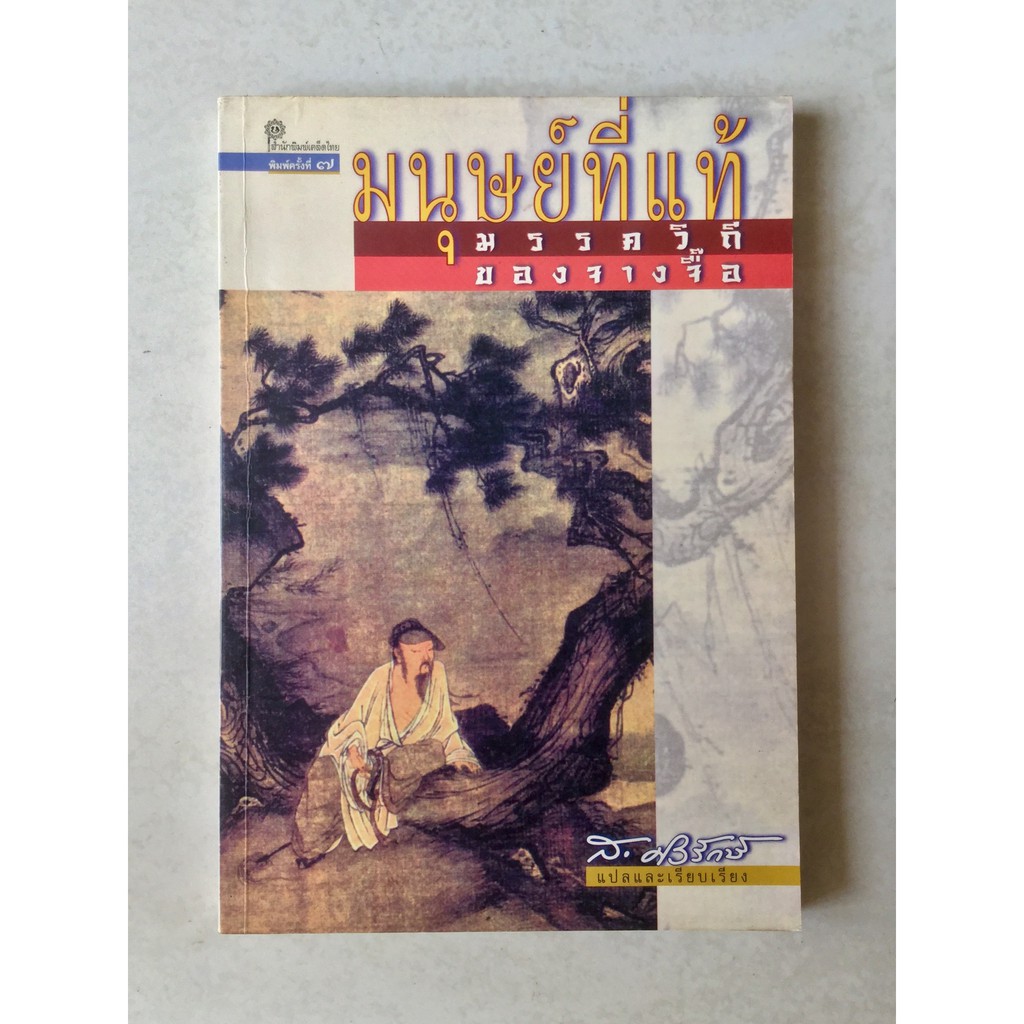 สำนักพิมพ์เคล็ดไทย
พิมพ์ครั้งที่ ๗
มนุษย์ที่แท้
มรรควิถี
ของจางจื๊อ
ส. ศิวรักษ์
แปลและเรียบเรียง